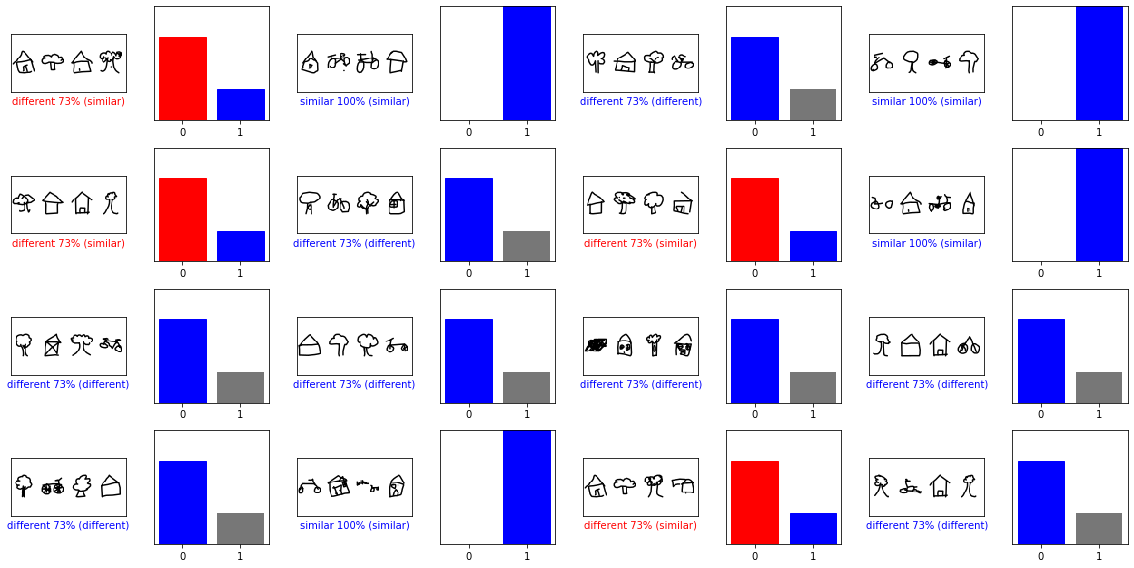 different 73% (similar)
0 1
similar 100% (similar)
0 1
different 73% (different)
0 1
similar 100% (similar)
0 1
different 73% (similar)
0 1
different 73% (different)
0 1
different 73% (similar)
0 1
similar 100% (similar)
0 1
different 73% (different)
0 1
different 73% (different)
0 1
different 73% (different)
0 1
different 73% (different)
0 1
different 73% (different)
0 1
similar 100% (similar)
0 1
different 73% (similar)
0 1
different 73% (different)
0 1